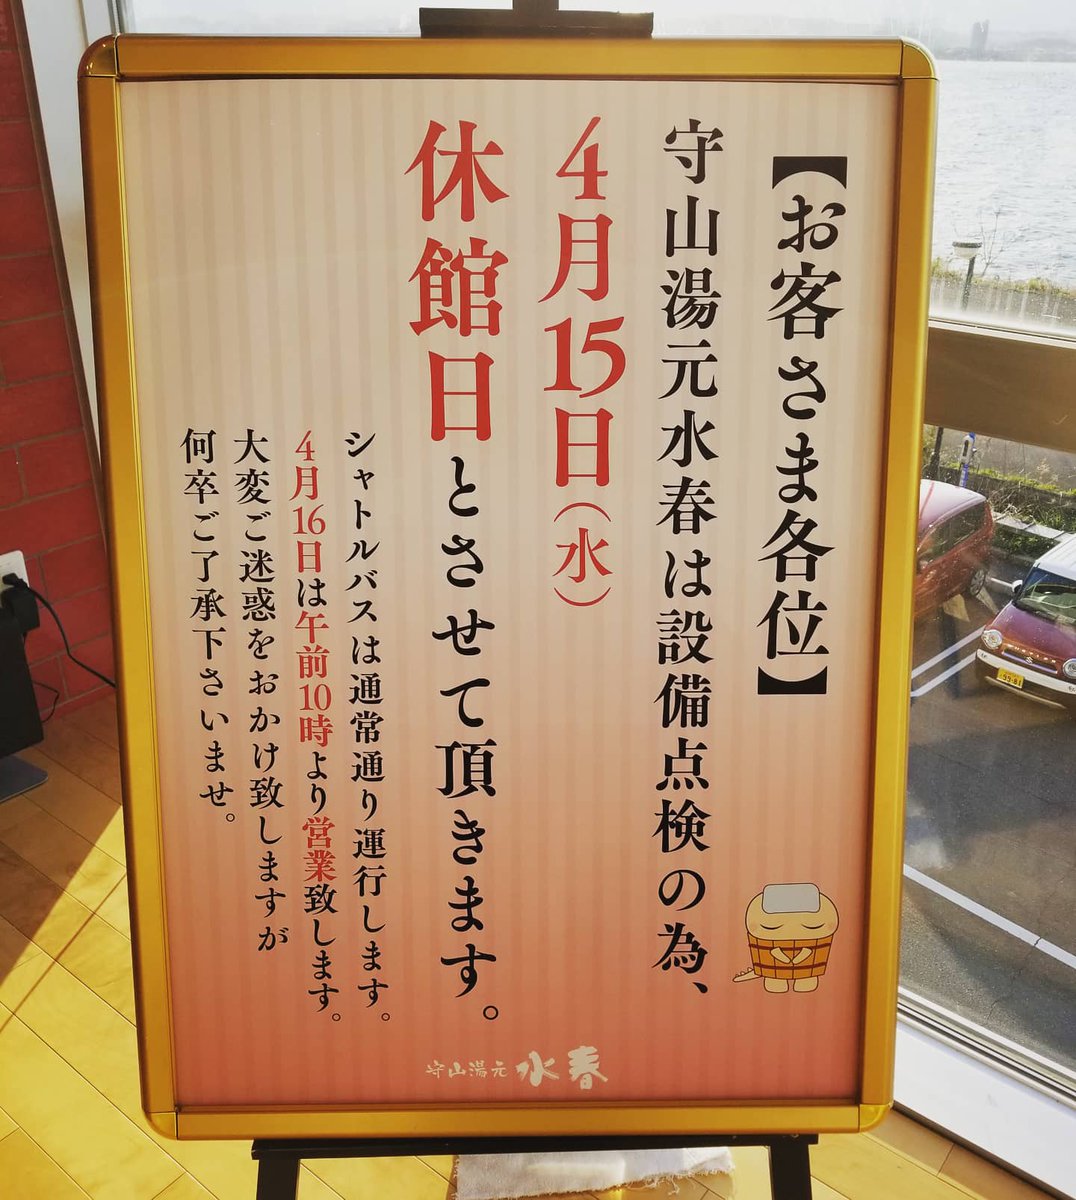 【お客さま各位】
守山湯元水春は設備点検の為、
4月15日(水)
休館日とさせて頂きます。
シャトルバスは通常通り運行します。
4月16日は午前10時より営業致します。
大変ご迷惑をおかけ致しますが
何卒ご了承下さいませ。
守山湯元 水春